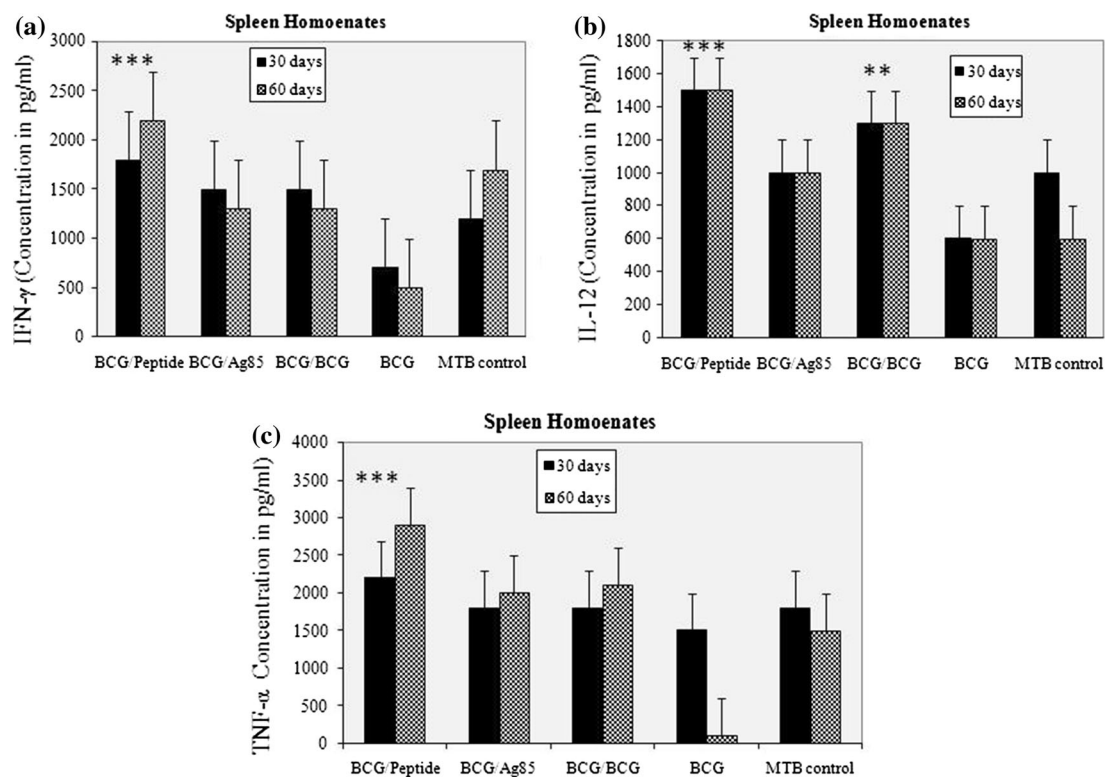 (a)
Spleen Homoenates
IFN-γ (Concentration in pg/ml)
3000
2500
2000
1500
1000
500
0
***
30 days
60 days
BCG/Peptide BCG/Ag85 BCG/BCG BCG MTB control
(b)
Spleen Homoenates
IL-12 (Concentration in pg/ml)
1800
1600
1400
1200
1000
800
600
400
200
0
*** **
30 days
60 days
BCG/Peptide BCG/Ag85 BCG/BCG BCG MTB control
(c)
Spleen Homoenates
TNF-α Concentration in pg/ml)
4000
3500
3000
2500
2000
1500
1000
500
0
***
30 days
60 days
BCG/Peptide BCG/Ag85 BCG/BCG BCG MTB control